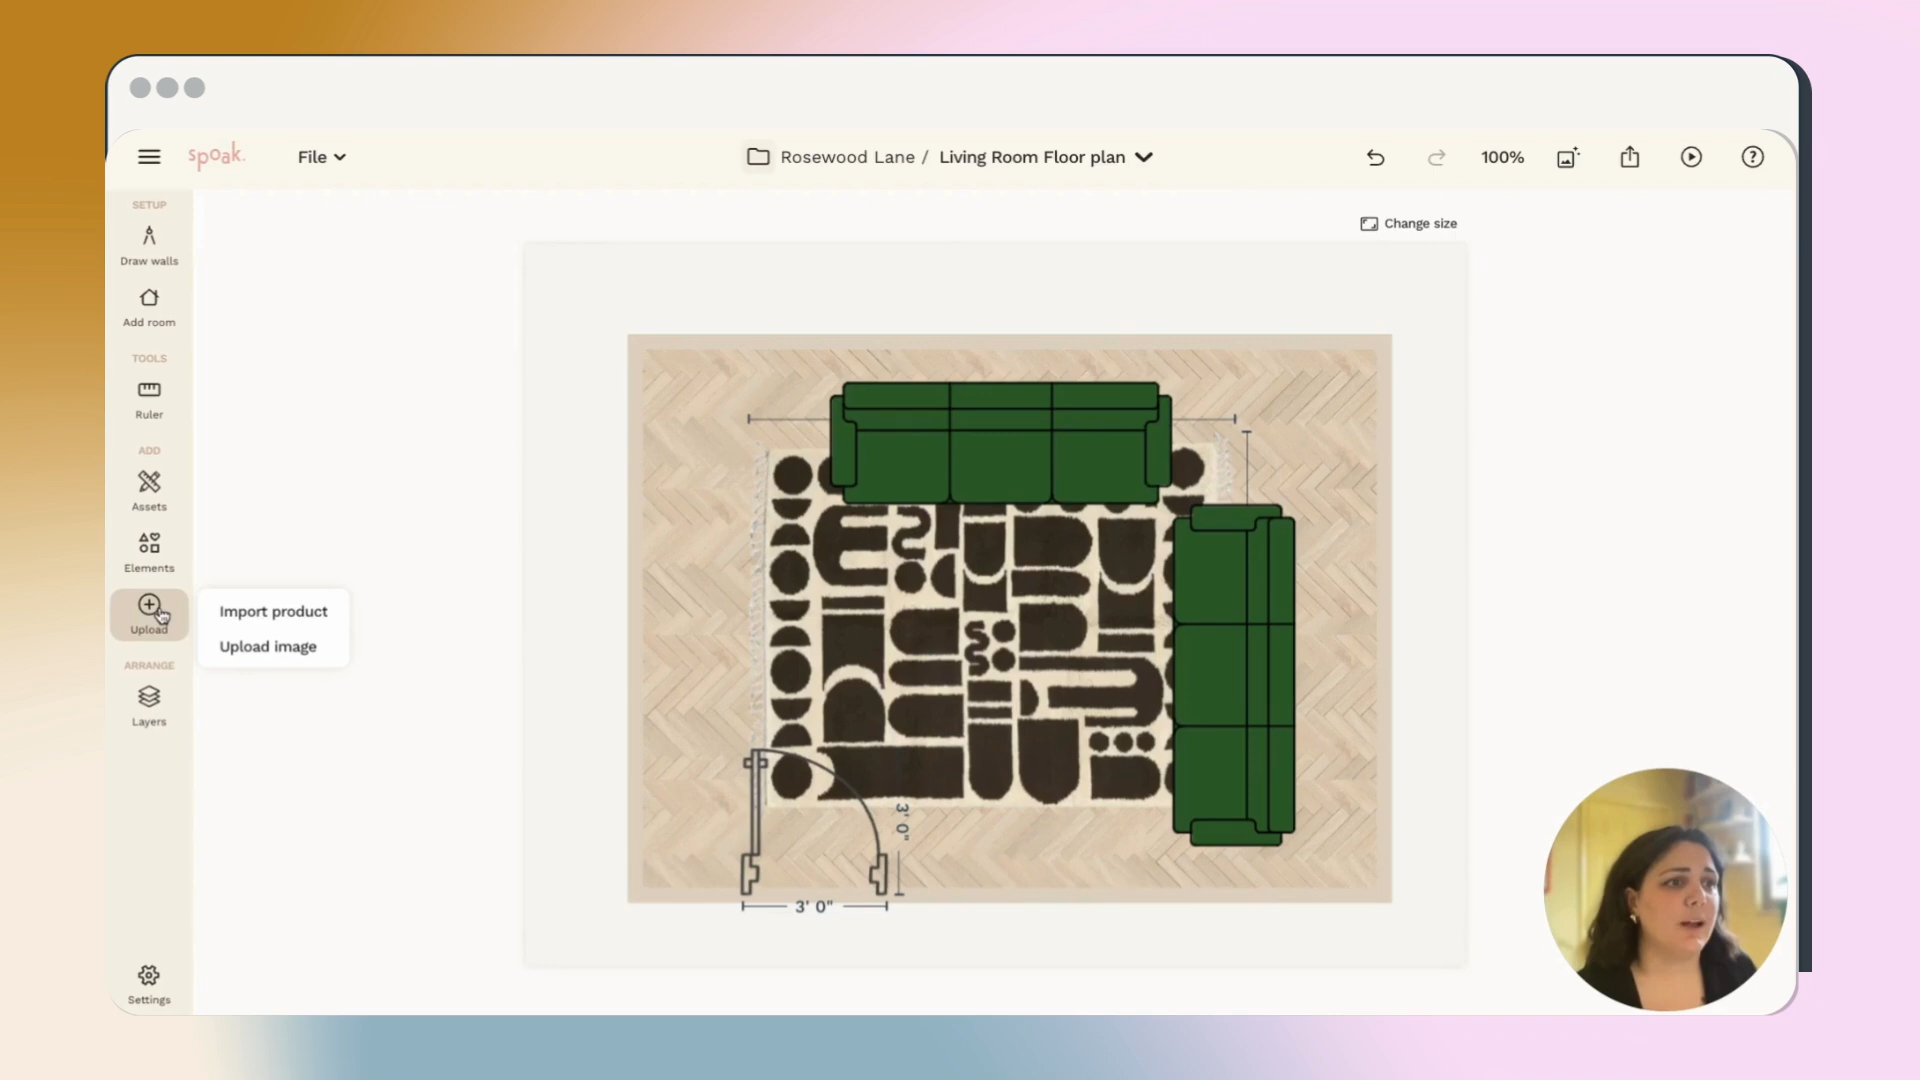 spoak.
File
Rosewood Lane / Living Room Floor plan
100%
SETUP
Draw walls
Add room
TOOLS
Ruler
ADD
Assets
Elements
Upload
Import product
Upload image
ARRANGE
Layers
Settings
Change size
3' 0"
3' 0"